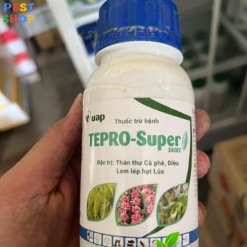 PEST
SHOP
uap
Thuốc trừ bệnh
TEPRO-Super
300EC
Đặc trị: Thán thư Cà phê, Điều
Lem lép hạt Lúa